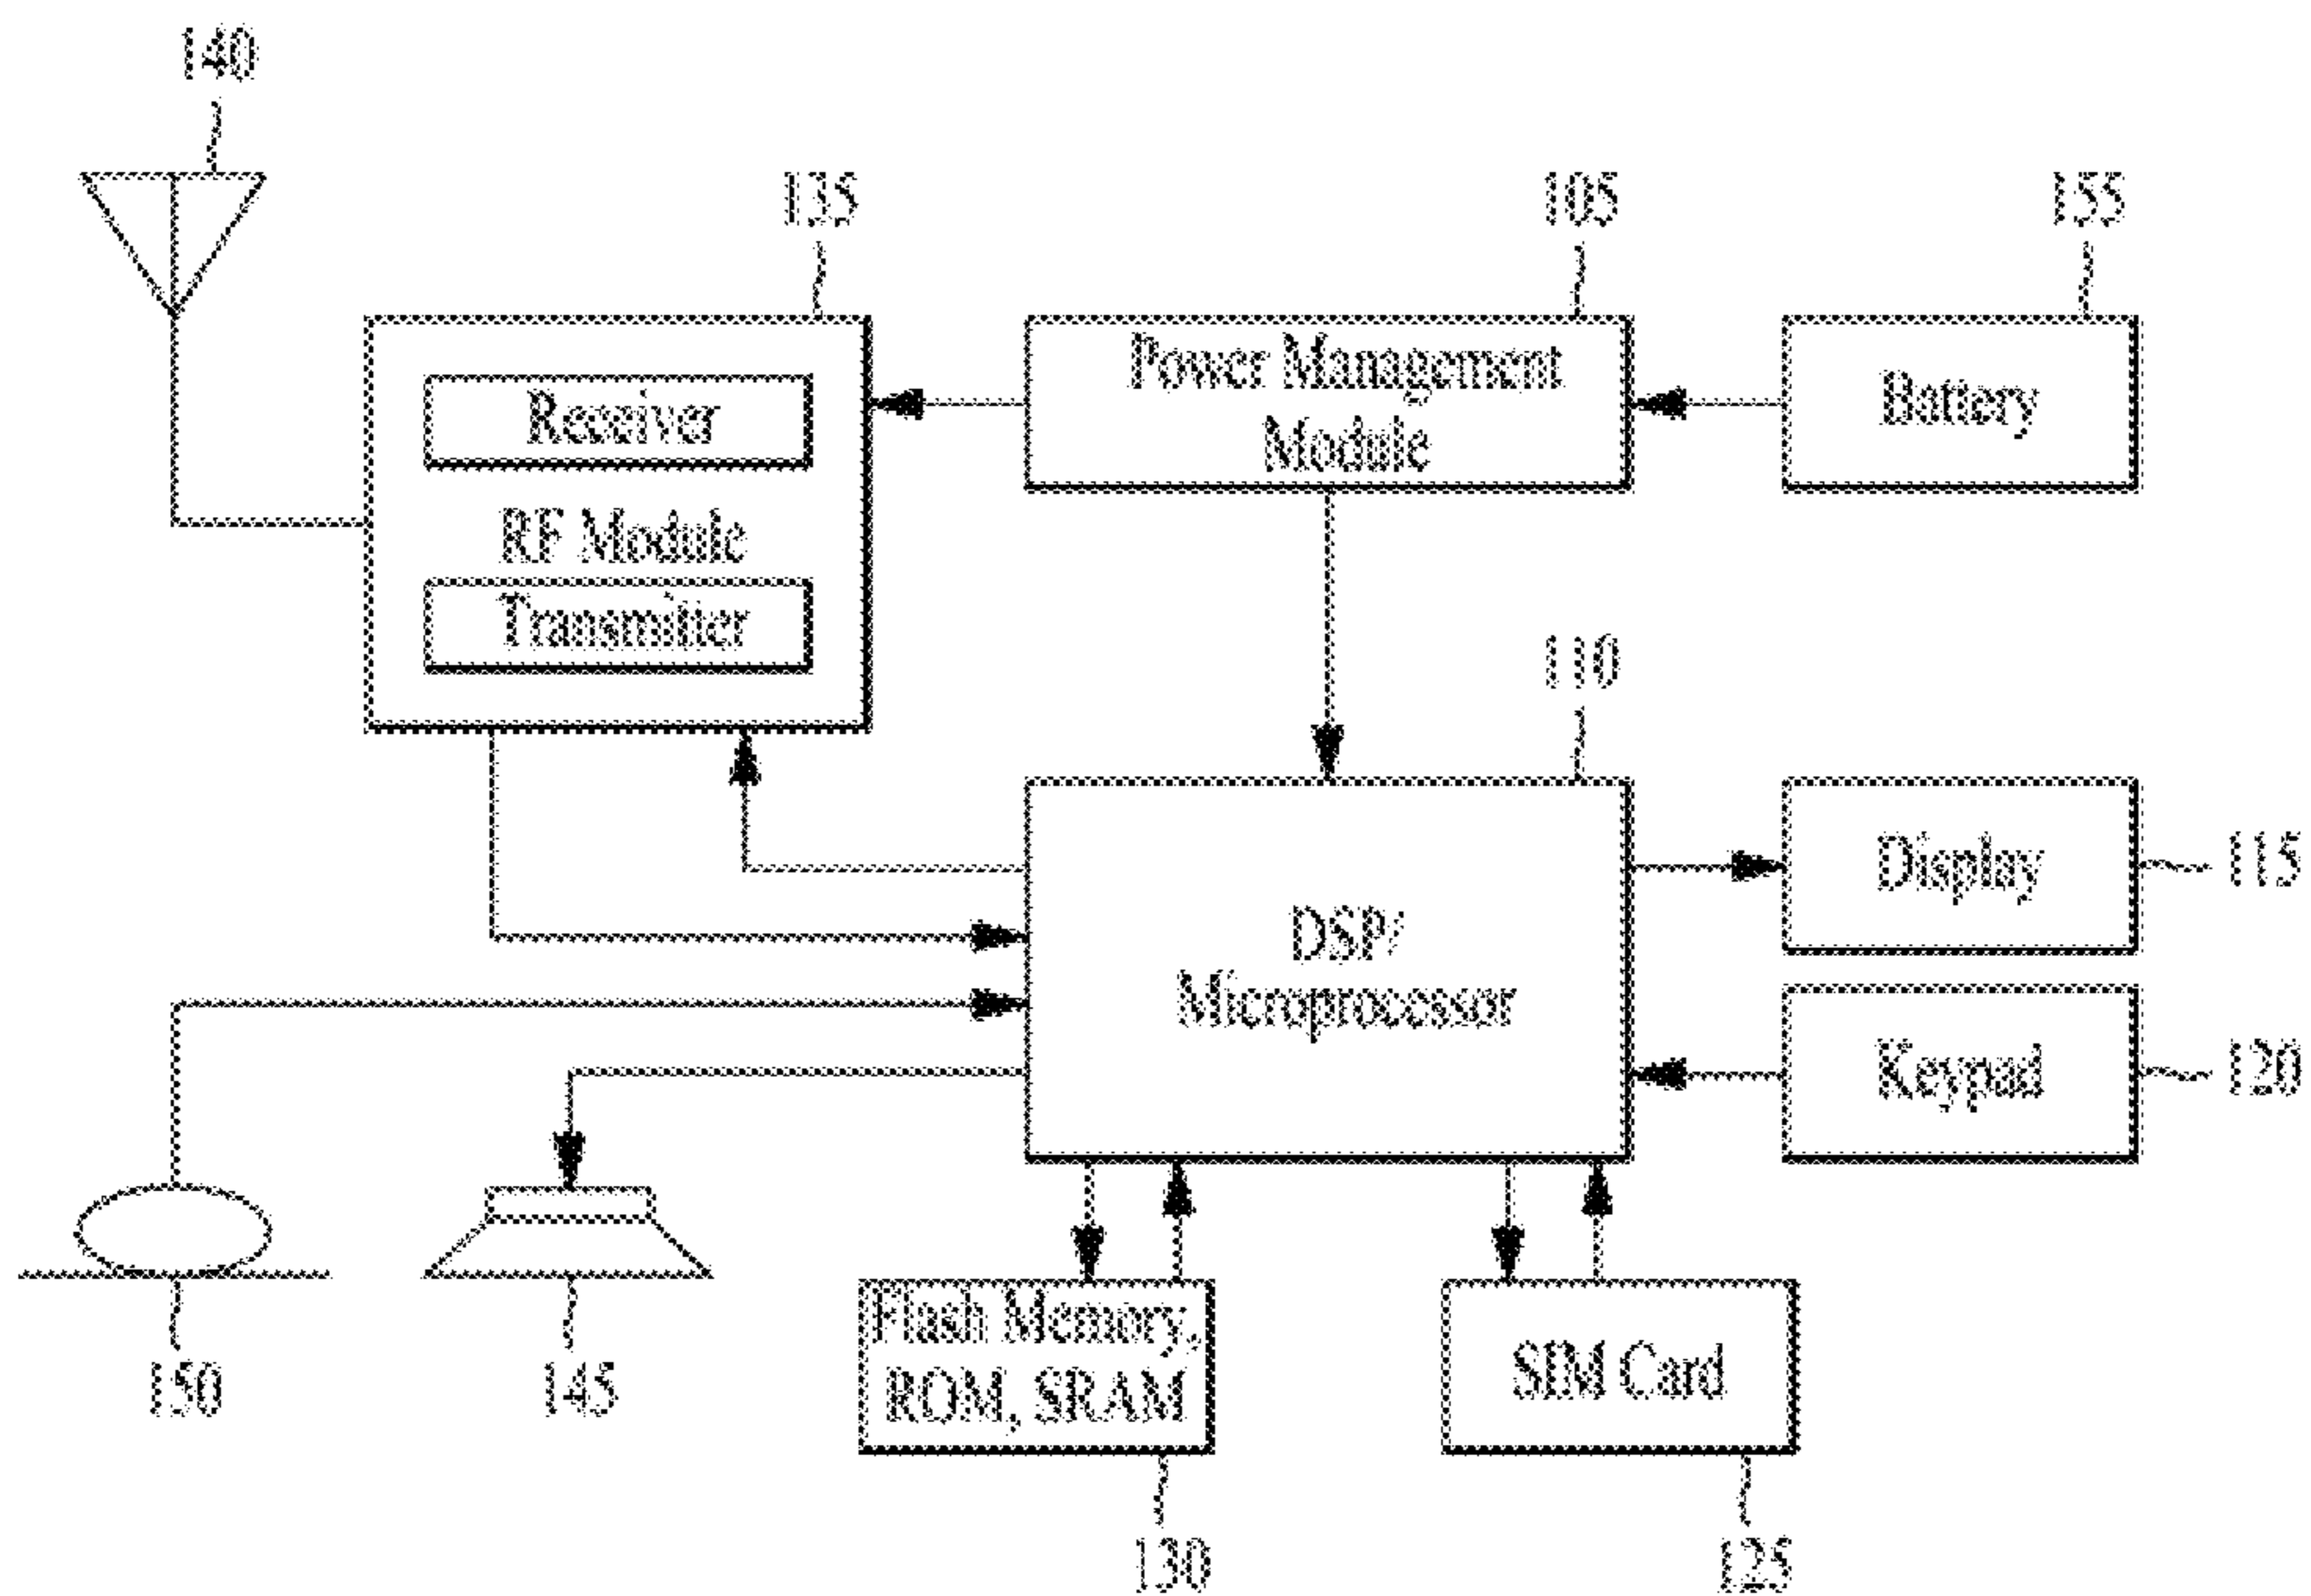 140
135
105
155
Receiver
RF Module
Transmitter
Power Management
Module
Battery
110
DSP/
Microprocessor
Display
115
Keypad
120
150
145
Flash Memory,
ROM, SRAM
SIM Card
130
125